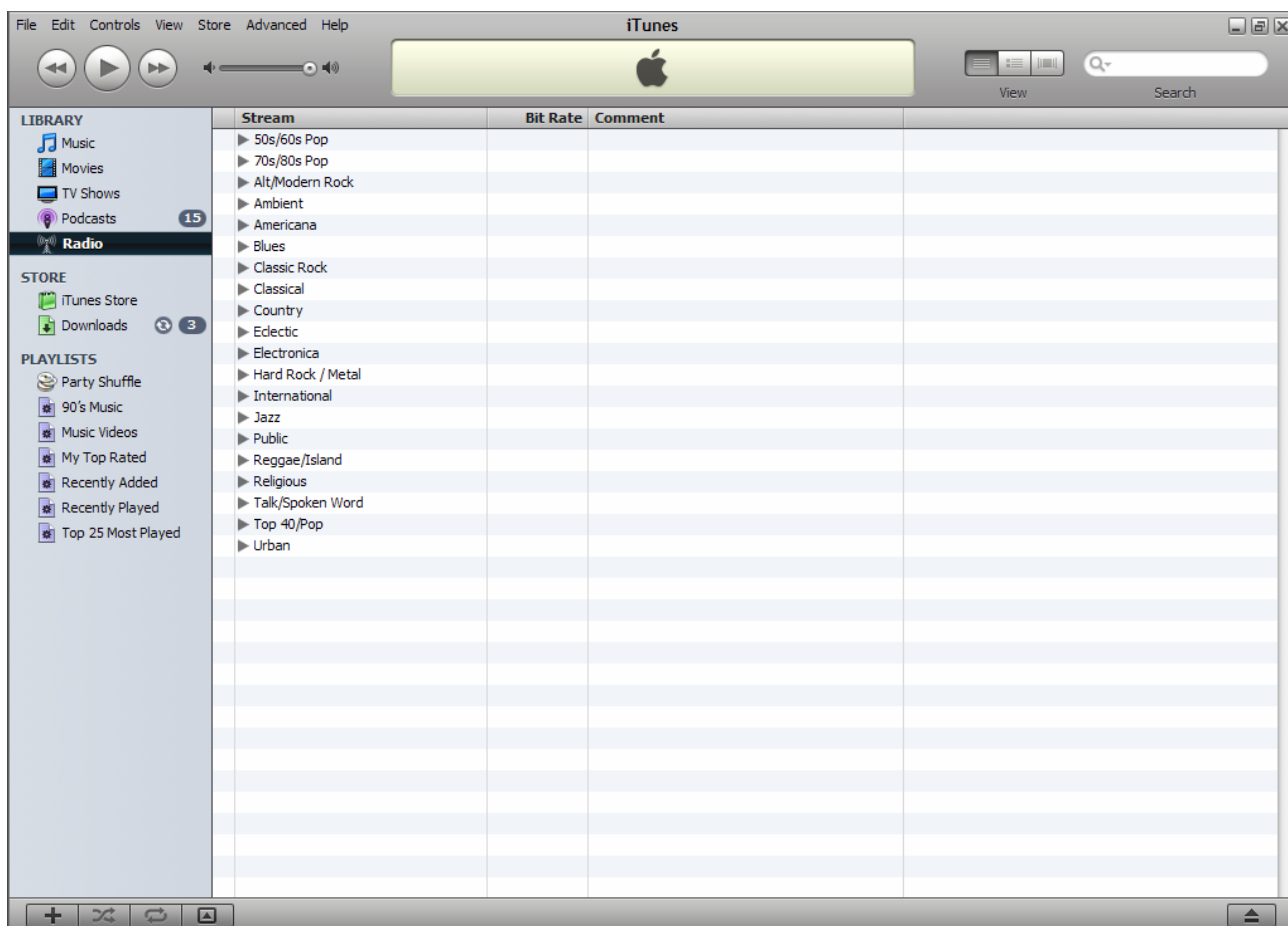 File Edit Controls View Store Advanced Help
iTunes
View
Search
LIBRARY
Music
Movies
TV Shows
Podcasts 15
Radio
STORE
iTunes Store
Downloads 3
PLAYLISTS
Party Shuffle
90's Music
Music Videos
My Top Rated
Recently Added
Recently Played
Top 25 Most Played
Stream Bit Rate Comment
50s/60s Pop
70s/80s Pop
Alt/Modern Rock
Ambient
Americana
Blues
Classic Rock
Classical
Country
Eclectic
Electronica
Hard Rock / Metal
International
Jazz
Public
Reggae/Island
Religious
Talk/Spoken Word
Top 40/Pop
Urban